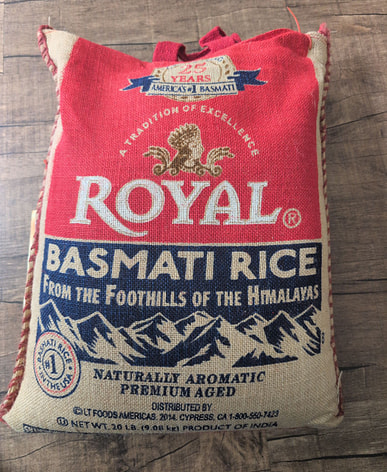 25
YEARS
AMERICA'S #1 BASMATI
A TRADITION OF EXCELLENCE
ROYAL®
BASMATI RICE
FROM THE FOOTHILLS OF THE HIMALAYAS
BASMATI RICE
#1
IN THE USA
NATURALLY AROMATIC
PREMIUM AGED
DISTRIBUTED BY
© LT FOODS AMERICAS, 2014, CYPRESS, CA 1-800-550-7423
NET WT. 20 LB. (9.08 kg) PRODUCT OF INDIA